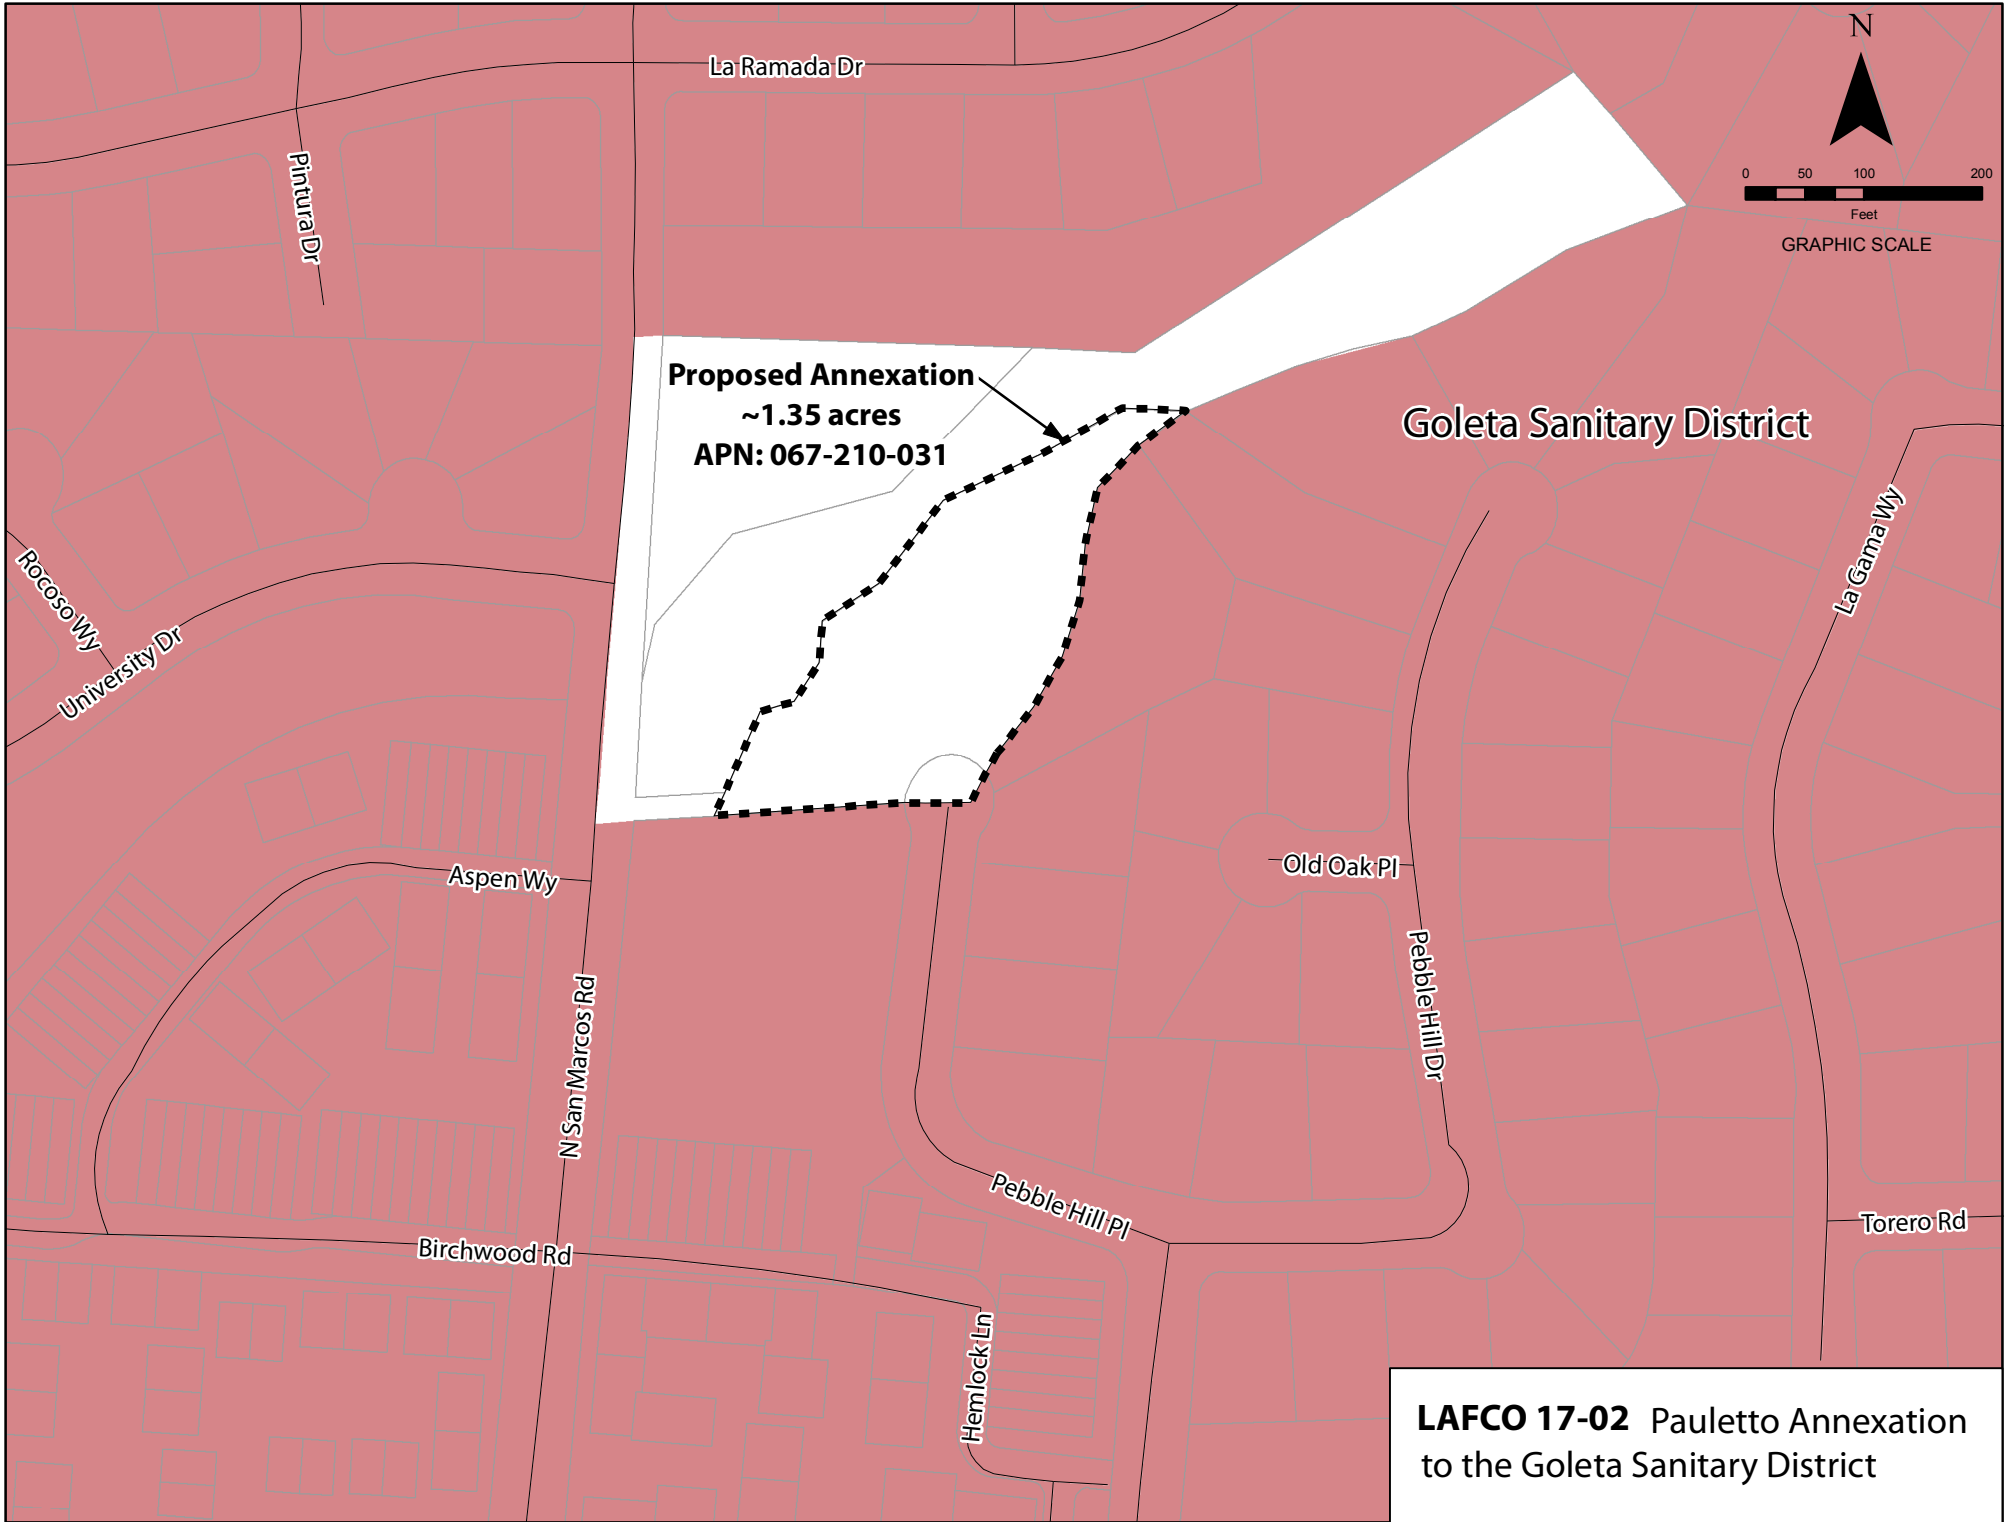 N
La Ramada Dr
0 50 100 200
Feet
GRAPHIC SCALE
Pintura Dr
Proposed Annexation
~1.35 acres
APN: 067-210-031
Goleta Sanitary District
La Gama Wy
Rocoso Wy
University Dr
Old Oak Pl
Aspen Wy
Pebble Hill Dr
N San Marcos Rd
Pebble Hill Pl
Torero Rd
Birchwood Rd
Hemlock Ln
LAFCO 17-02 Pauletto Annexation
to the Goleta Sanitary District